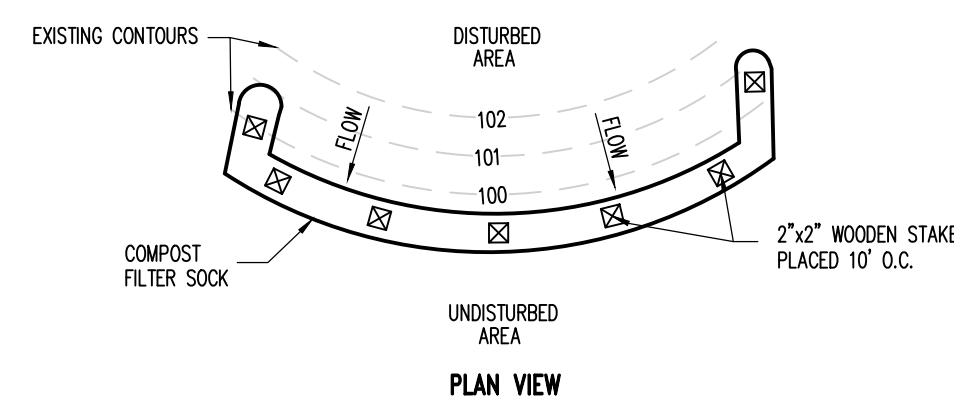 EXISTING CONTOURS
DISTURBED
AREA
102
101
100
FLOW
FLOW
COMPOST
FILTER SOCK
2"x2" WOODEN STAKE
PLACED 10' O.C.
UNDISTURBED
AREA
PLAN VIEW